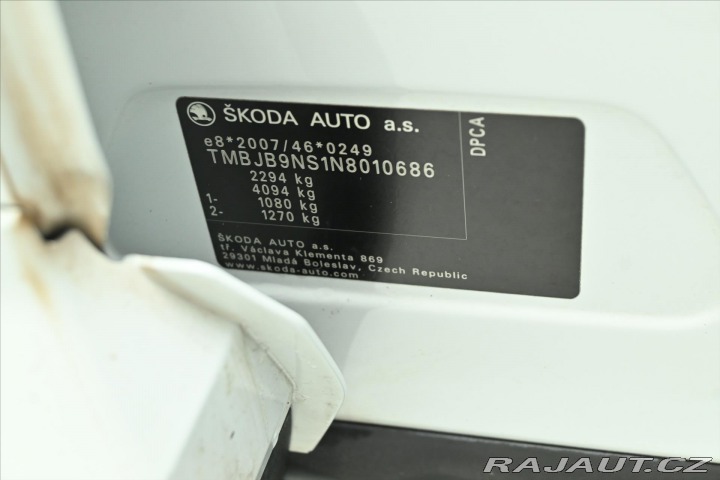 ŠKODA AUTO a.s.
DPCA
e8*2007/46*0249
TMBJB9NS1N8010686
2294 kg
4094 kg
1- 1080 kg
2- 1270 kg
ŠKODA AUTO a.s.
tř. Václava Klementa 869
29301 Mladá Boleslav, Czech Republic
www.skoda-auto.com
RAJAUT.CZ